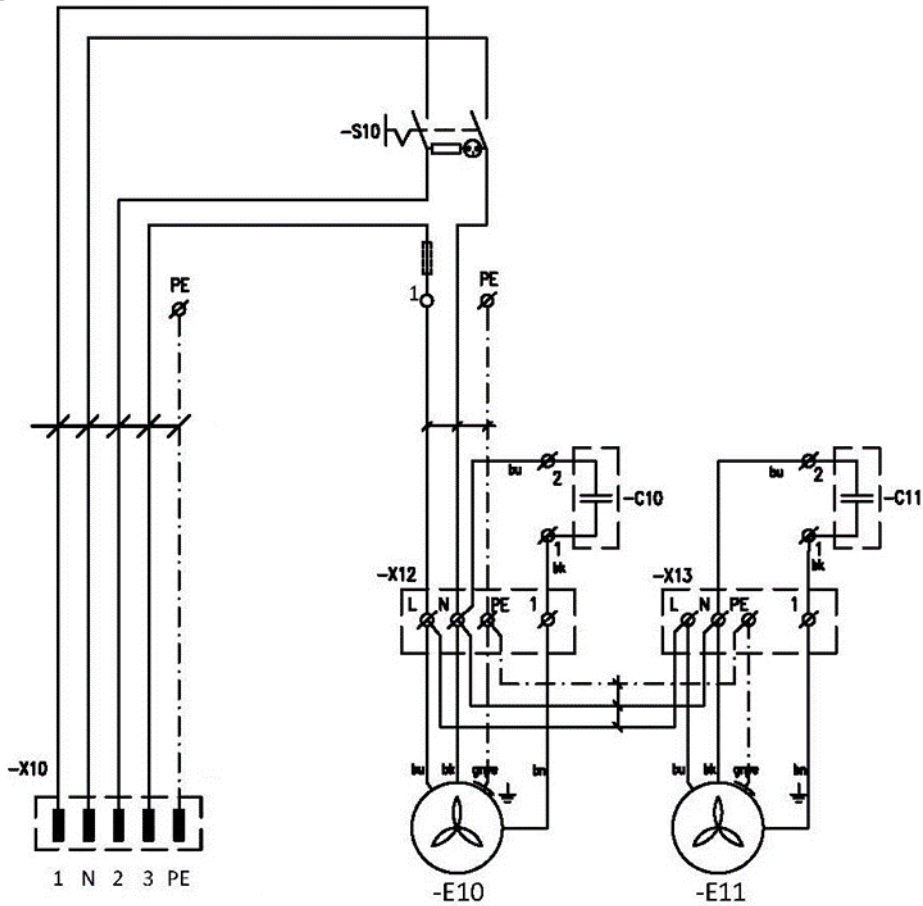 -S10
PE
PE
1
bu
2
-C10
bu
2
-C11
1
bk
1
bk
-X12
-X13
L N PE 1
L N PE 1
-X10
bu bk gnye bn
bu bk gnye bn
1 N 2 3 PE
-E10
-E11